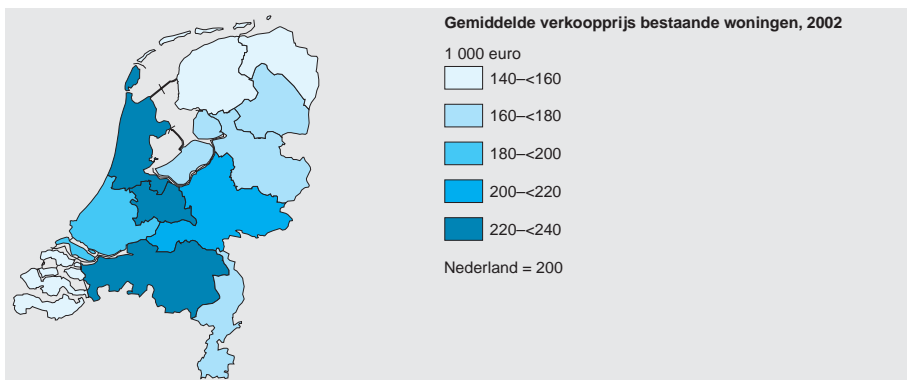 Gemiddelde verkoopprijs bestaande woningen, 2002
1 000 euro
140–<160
160–<180
180–<200
200–<220
220–<240
Nederland = 200